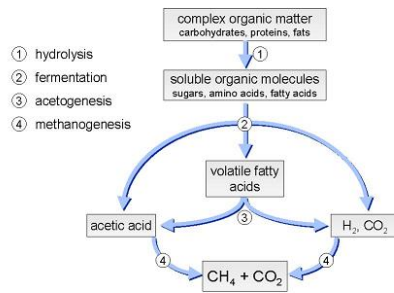 complex organic matter
carbohydrates, proteins, fats
① hydrolysis
② fermentation
③ acetogenesis
④ methanogenesis
①
soluble organic molecules
sugars, amino acids, fatty acids
②
volatile fatty
acids
③
acetic acid
H₂, CO₂
④
④
CH₄ + CO₂